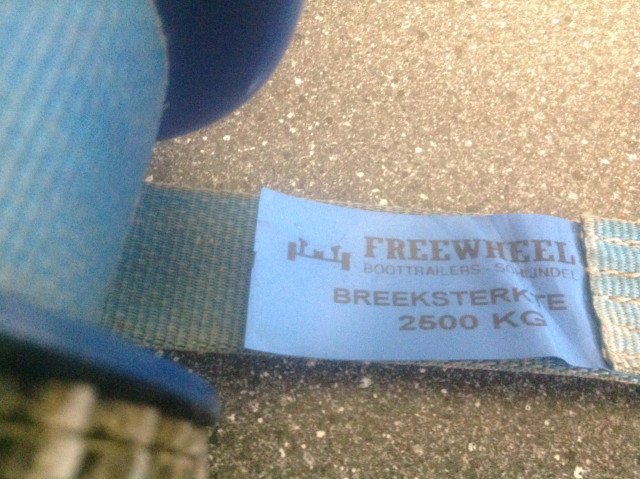 FREEWHEEL
BOOTTRAILERS - SCHIJNDEL
BREEKSTERKTE
2500 KG